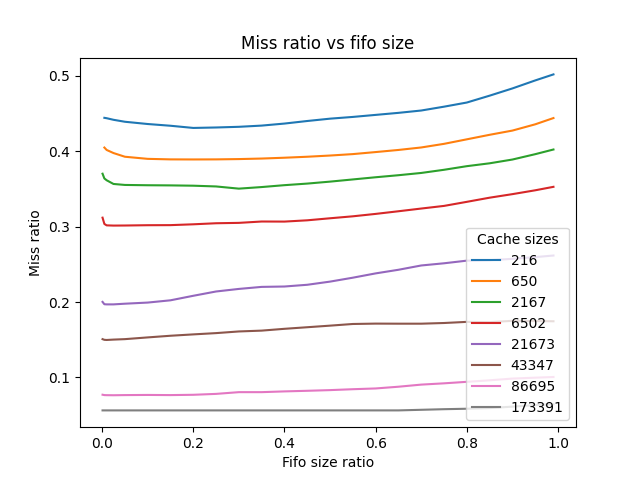 Miss ratio vs fifo size
Miss ratio
0.5
0.4
0.3
0.2
0.1
0.0 0.2 0.4 0.6 0.8 1.0
Fifo size ratio
Cache sizes
216
650
2167
6502
21673
43347
86695
173391